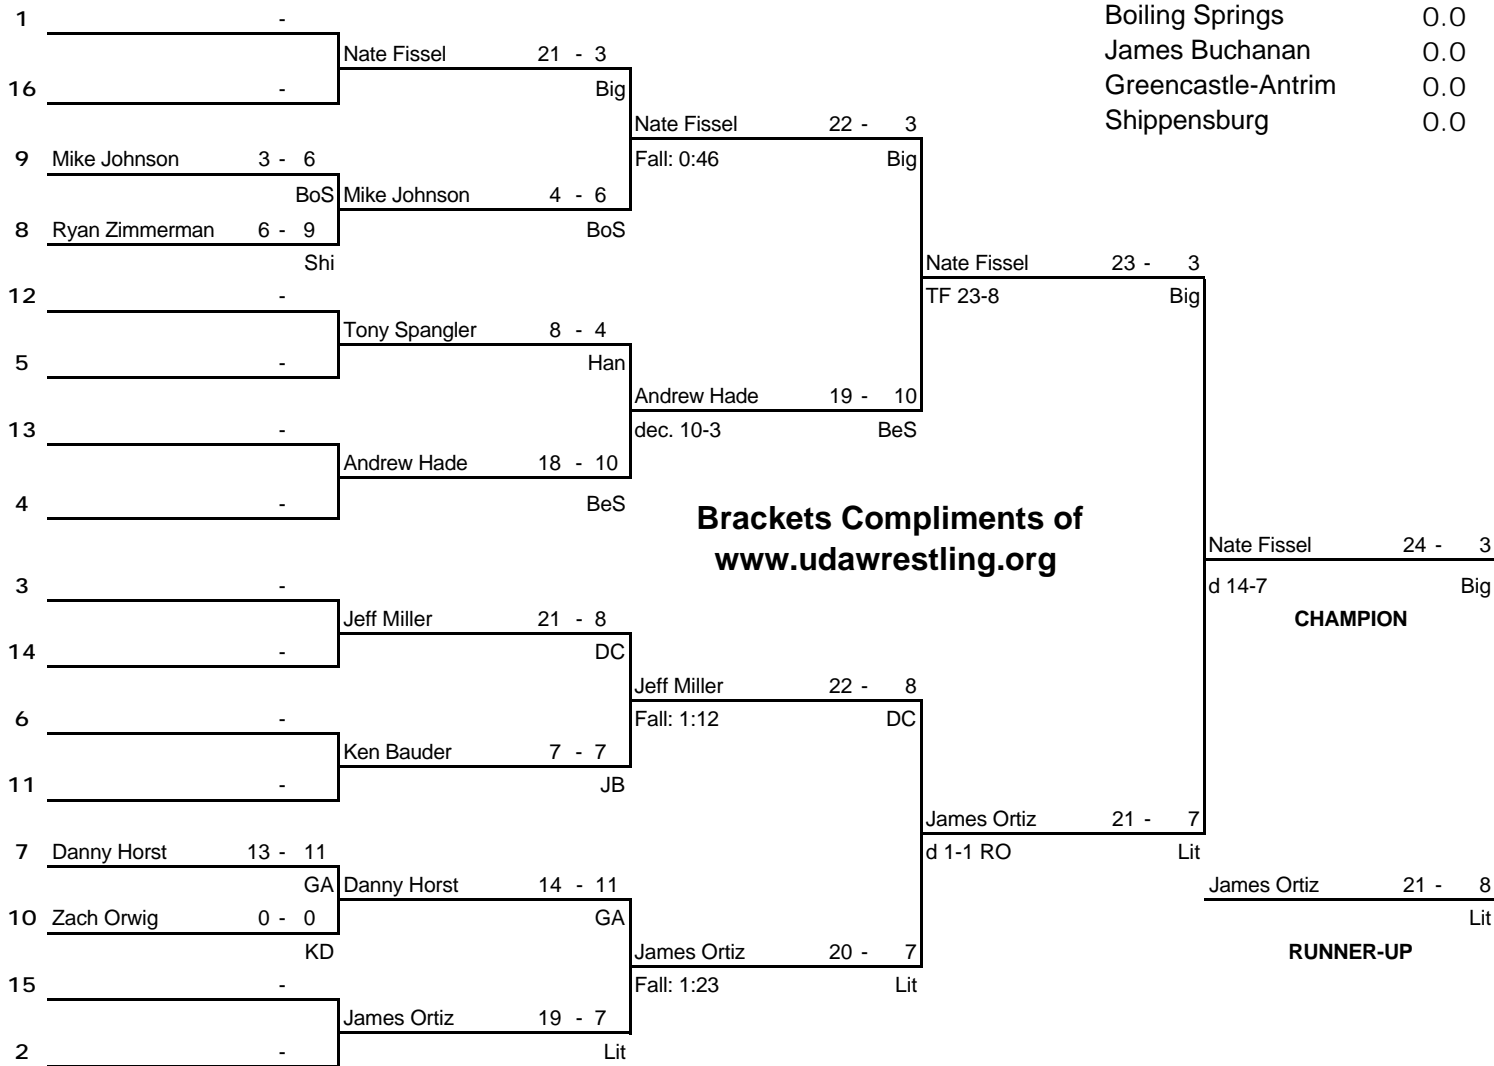 1 -
Nate Fissel 21 - 3
Big
16 -
Nate Fissel 22 - 3
Fall: 0:46 Big
9 Mike Johnson 3 - 6
BoS Mike Johnson 4 - 6
BoS
8 Ryan Zimmerman 6 - 9
Shi
Nate Fissel 23 - 3
TF 23-8 Big
12 -
Tony Spangler 8 - 4
Han
5 -
Andrew Hade 19 - 10
dec. 10-3 BeS
13 -
Andrew Hade 18 - 10
BeS
4 -
Brackets Compliments of
www.udawrestling.org
Nate Fissel 24 - 3
d 14-7 Big
CHAMPION
3 -
Jeff Miller 21 - 8
DC
14 -
Jeff Miller 22 - 8
Fall: 1:12 DC
6 -
Ken Bauder 7 - 7
JB
11 -
James Ortiz 21 - 7
d 1-1 RO Lit
7 Danny Horst 13 - 11
GA Danny Horst 14 - 11
GA
10 Zach Orwig 0 - 0
KD
James Ortiz 21 - 8
Lit
RUNNER-UP
James Ortiz 20 - 7
Fall: 1:23 Lit
15 -
James Ortiz 19 - 7
Lit
2 -
Boiling Springs 0.0
James Buchanan 0.0
Greencastle-Antrim 0.0
Shippensburg 0.0